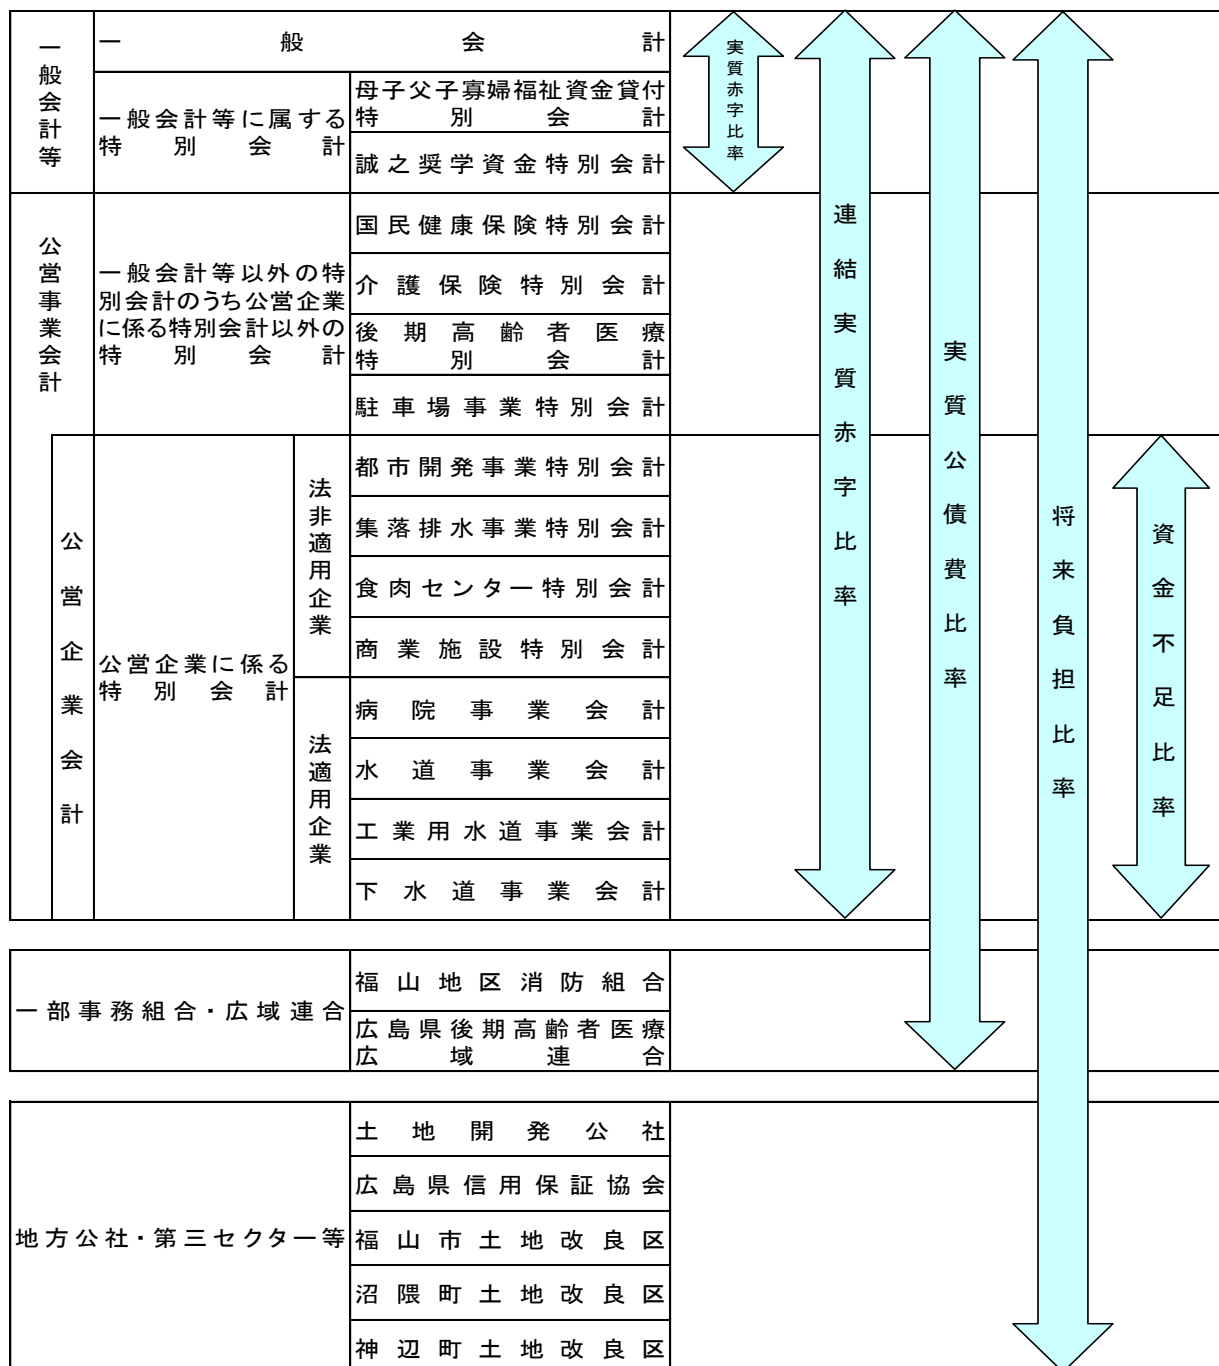 一般会計等
一般会計
一般会計等に属する
特別会計
母子父子寡婦福祉資金貸付
特別会計
誠之奨学資金特別会計
公営事業会計
一般会計等以外の特
別会計のうち公営企業
に係る特別会計以外の
特別会計
国民健康保険特別会計
介護保険特別会計
後期高齢者医療
特別会計
駐車場事業特別会計
公営企業会計
公営企業に係る
特別会計
法非適用企業
都市開発事業特別会計
集落排水事業特別会計
食肉センター特別会計
商業施設特別会計
法適用企業
病院事業会計
水道事業会計
工業用水道事業会計
下水道事業会計
実質赤字比率
連結実質赤字比率
実質公債費比率
将来負担比率
資金不足比率
一部事務組合・広域連合
福山地区消防組合
広島県後期高齢者医療
広域連合
地方公社・第三セクター等
土地開発公社
広島県信用保証協会
福山市土地改良区
沼隈町土地改良区
神辺町土地改良区